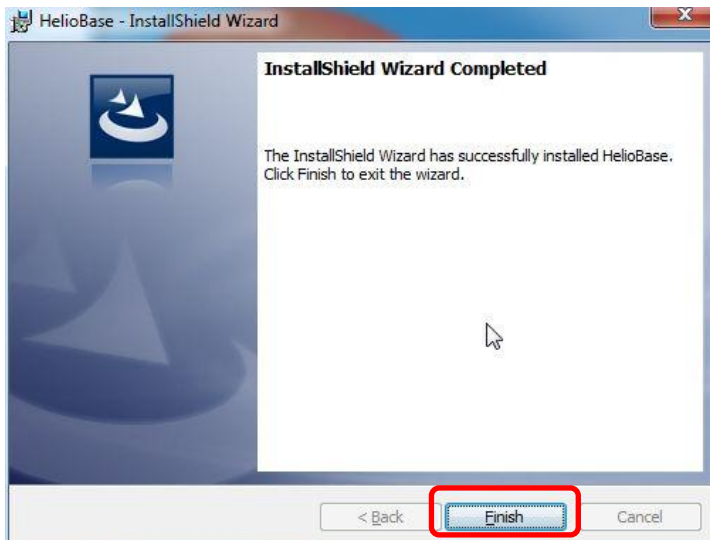 HelioBase - InstallShield Wizard
InstallShield Wizard Completed
The InstallShield Wizard has successfully installed HelioBase.
Click Finish to exit the wizard.
< Back
Finish
Cancel